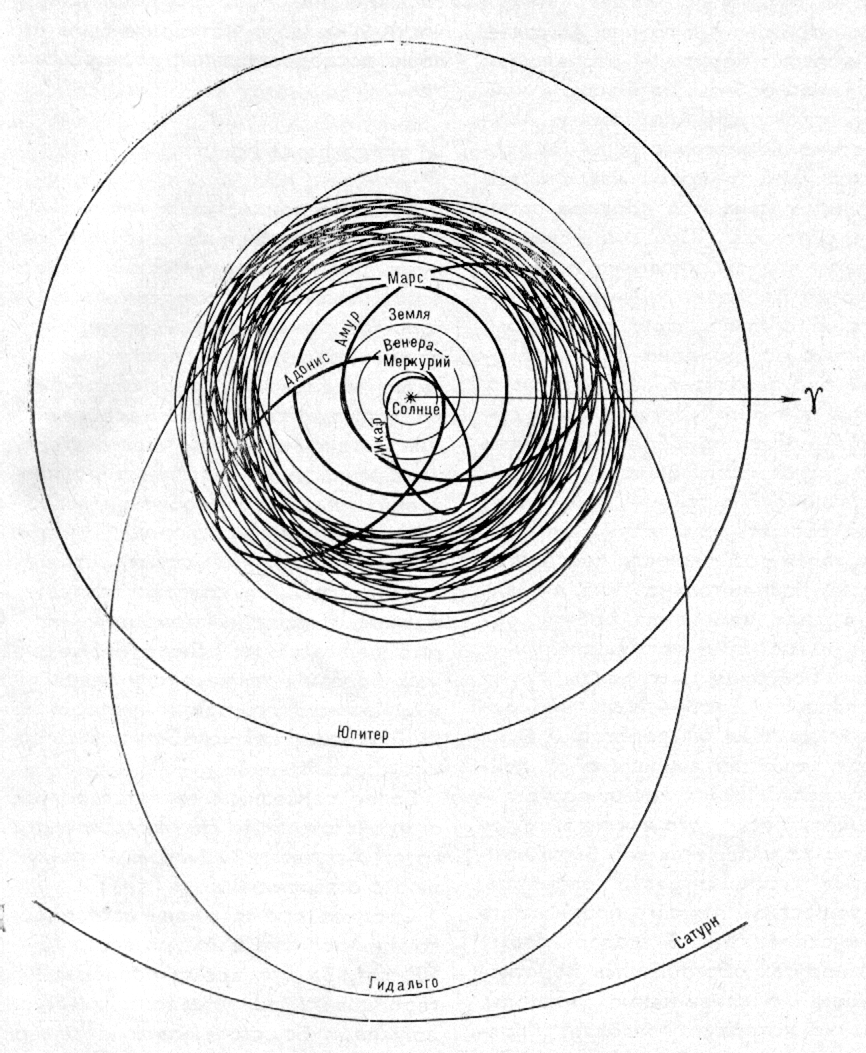 Марс
Земля
Амур
Венера
Адонис
Меркурий
Солнце
γ
Икар
Юпитер
Сатурн
Гидальго